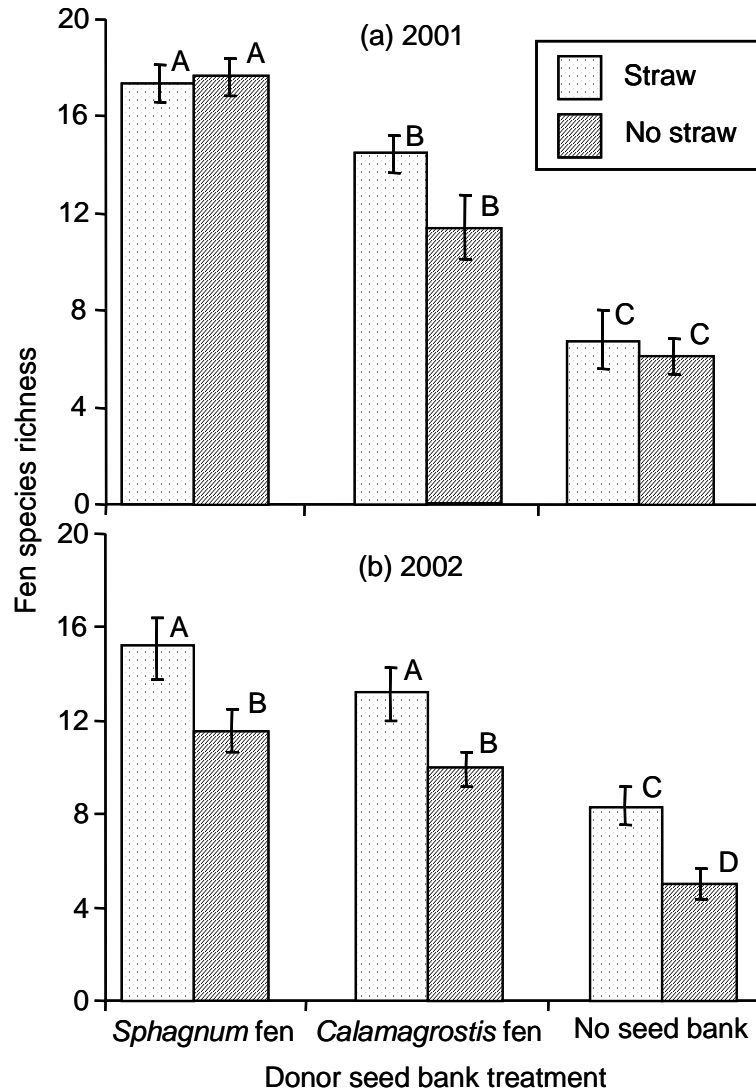 20
16
12
8
4
0
(a) 2001
Straw
No straw
A
A
B
B
C
C
Fen species richness
20
16
12
8
4
0
(b) 2002
A
B
A
B
C
D
Sphagnum fen
Calamagrostis fen
No seed bank
Donor seed bank treatment